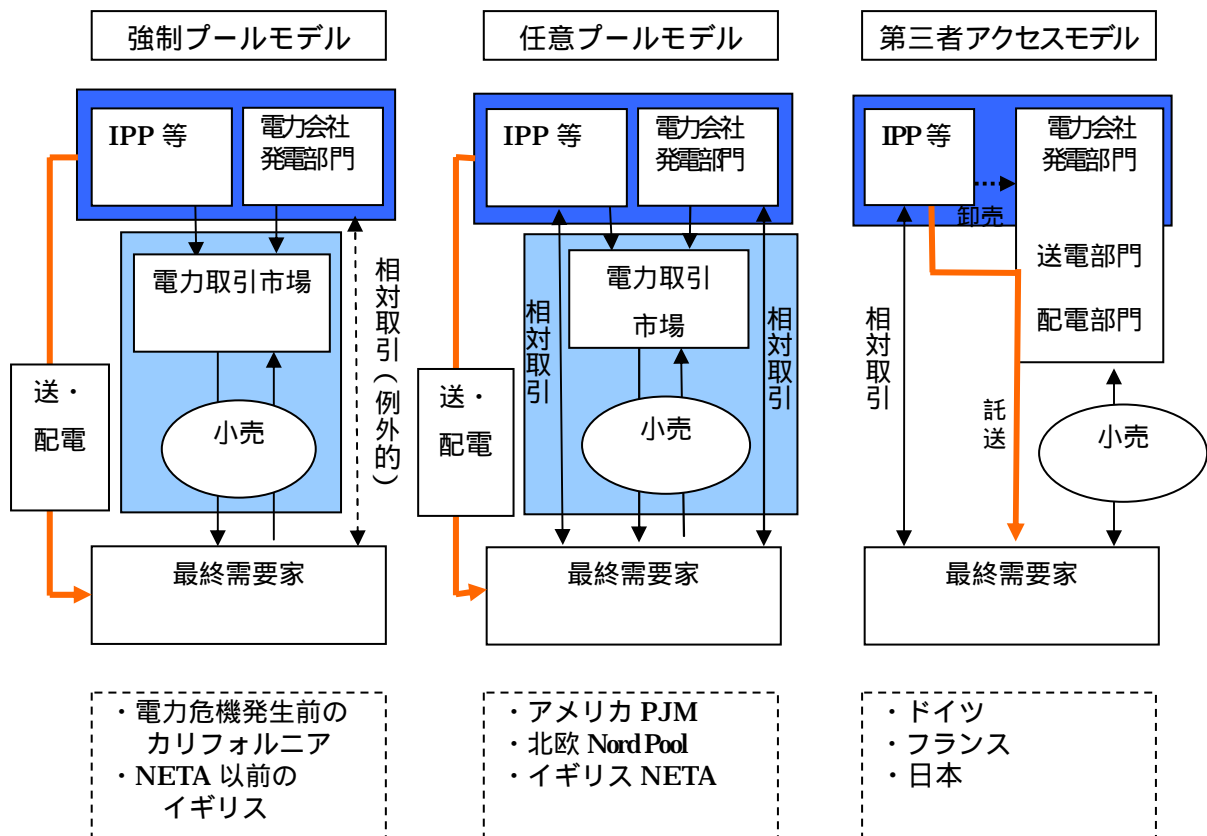 強制プールモデル
IPP 等
電力会社
発電部門
電力取引市場
相対取引(例外的)
送・
配電
小売
最終需要家
・電力危機発生前の
カリフォルニア
・NETA 以前の
イギリス
任意プールモデル
IPP 等
電力会社
発電部門
電力取引
市場
相対取引
相対取引
送・
配電
小売
最終需要家
・アメリカ PJM
・北欧 Nord Pool
・イギリス NETA
第三者アクセスモデル
IPP 等
電力会社
発電部門
卸売
送電部門
配電部門
相対取引
託送
小売
最終需要家
・ドイツ
・フランス
・日本